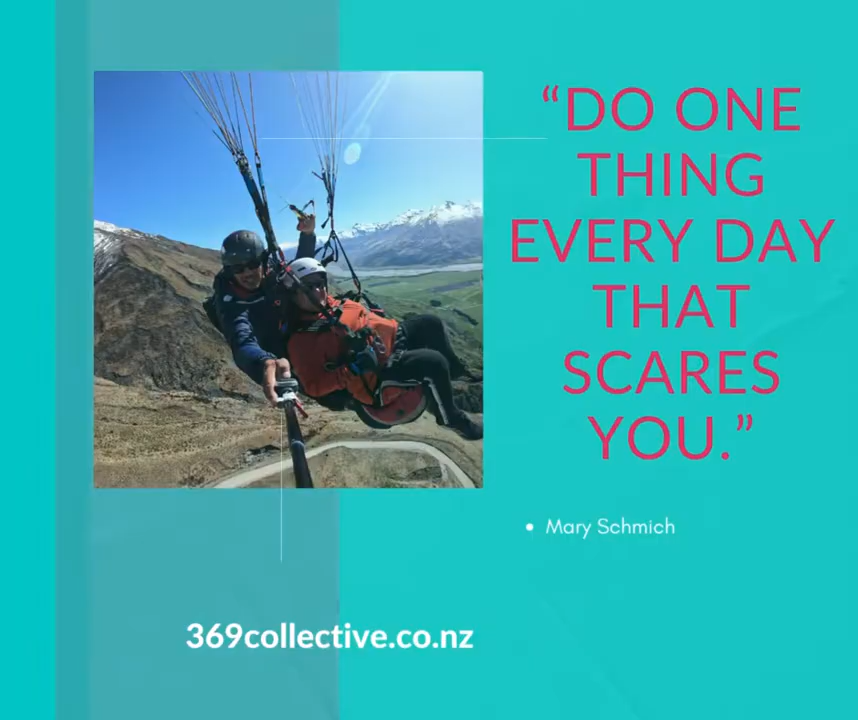 “DO ONE
THING
EVERY DAY
THAT
SCARES
YOU.”
• Mary Schmich
369collective.co.nz